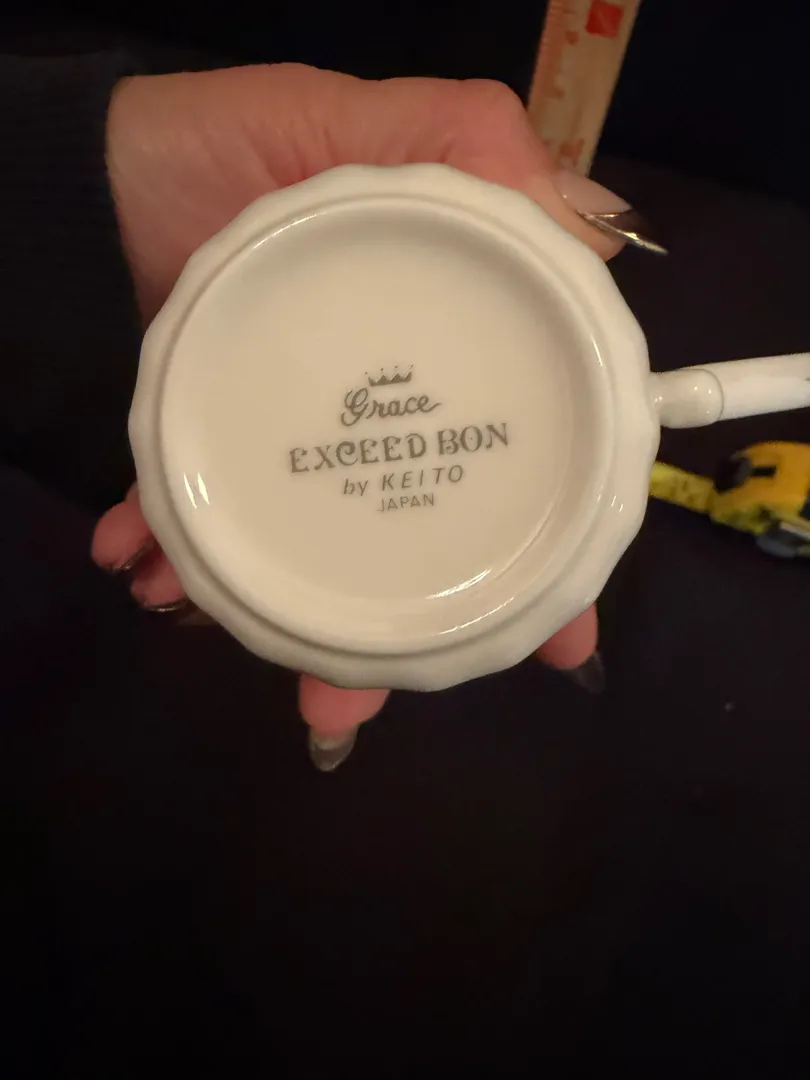 Grace
EXCEED BON
by KEITO
JAPAN